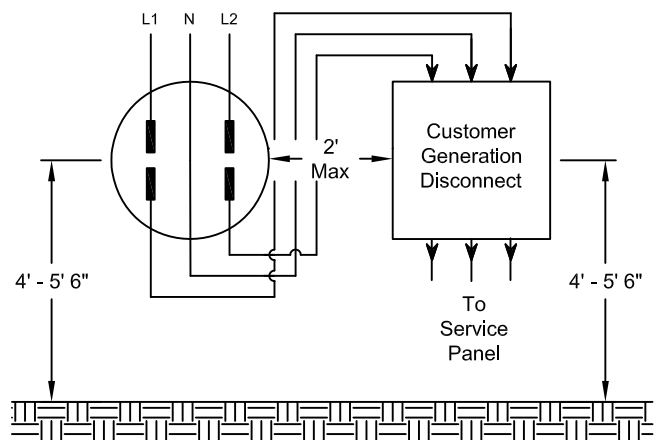 L1 N L2
Customer
Generation
Disconnect
2'
Max
4' - 5' 6"
4' - 5' 6"
To
Service
Panel